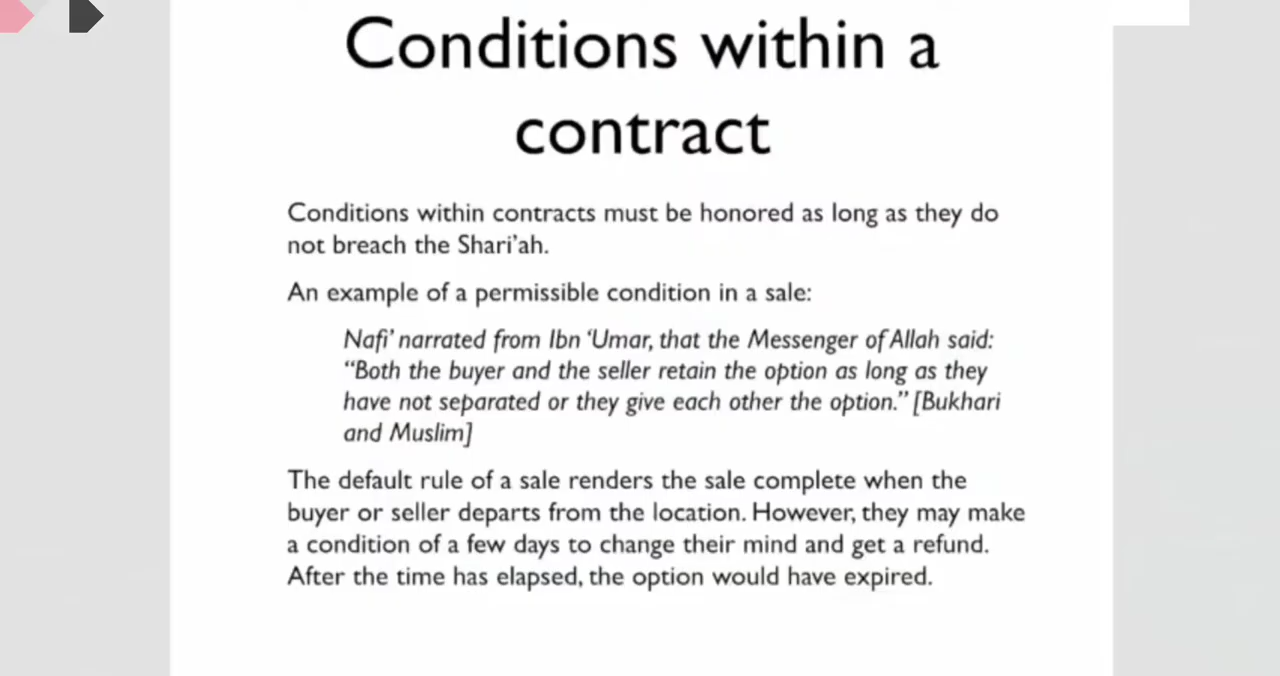 Conditions within a
contract
Conditions within contracts must be honored as long as they do
not breach the Shari’ah.
An example of a permissible condition in a sale:
Nafi’ narrated from Ibn ‘Umar, that the Messenger of Allah said:
“Both the buyer and the seller retain the option as long as they
have not separated or they give each other the option.” [Bukhari
and Muslim]
The default rule of a sale renders the sale complete when the
buyer or seller departs from the location. However, they may make
a condition of a few days to change their mind and get a refund.
After the time has elapsed, the option would have expired.